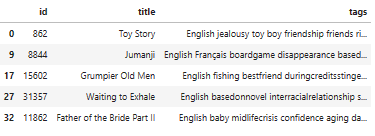 id title tags
0 862 Toy Story English jealousy toy boy friendship friends ri...
9 8844 Jumanji English Français boardgame disappearance based...
17 15602 Grumpier Old Men English fishing bestfriend duringcreditsstinge...
27 31357 Waiting to Exhale English basedonnovel interracialrelationship s...
32 11862 Father of the Bride Part II English baby midlifecrisis confidence aging da...